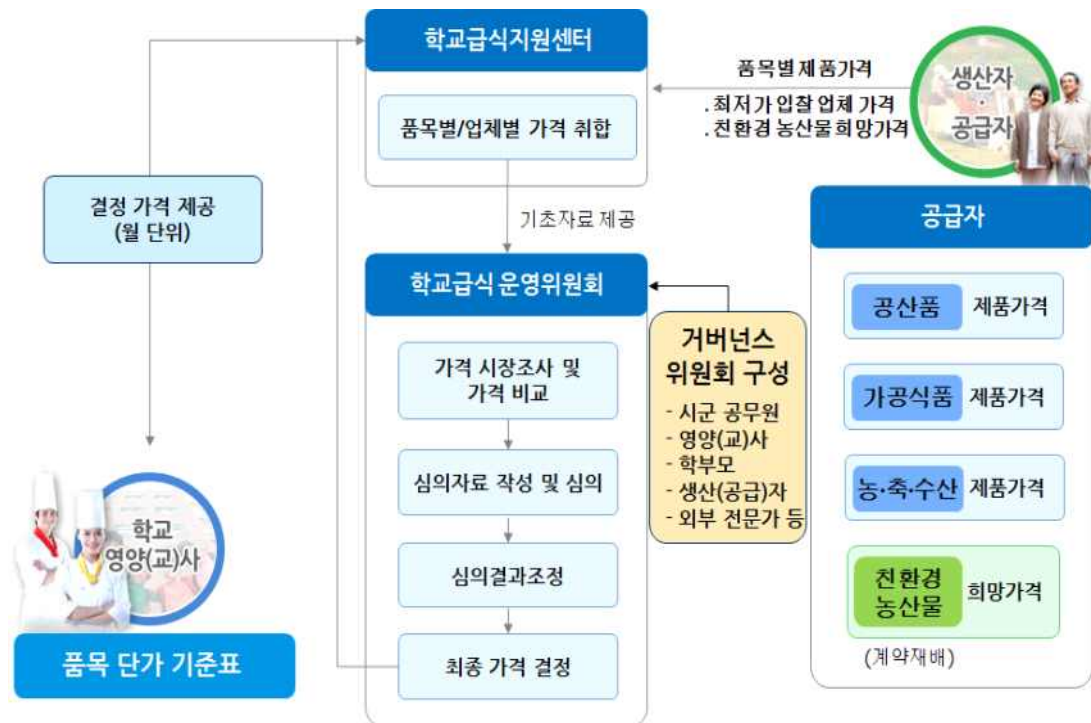 학교급식지원센터
품목별/업체별 가격 취합
품목별 제품가격
. 최저가 입찰 업체 가격
. 친환경 농산물 희망가격
생산자
·
공급자
결정 가격 제공
(월 단위)
기초자료 제공
학교급식 운영위원회
가격 시장조사 및
가격 비교
심의자료 작성 및 심의
심의결과조정
최종 가격 결정
거버넌스
위원회 구성
- 시군 공무원
- 영양(교)사
- 학부모
- 생산(공급)자
- 외부 전문가 등
공급자
공산품 제품가격
가공식품 제품가격
농·축·수산 제품가격
친환경
농산물 희망가격
(계약재배)
학교
영양(교)사
품목 단가 기준표